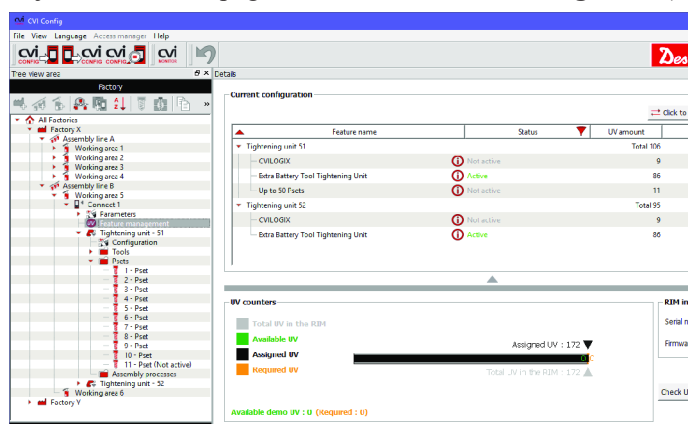 CVI Config
File View Language Access manager Help
cvi CONFIG cvi CONFIG cvi CONFIG cvi MONITOR
Des
Tree view area
Details
Factory
All Factories
Factory X
Assembly line A
Working area 1
Working area 2
Working area 3
Working area 4
Assembly line B
Working area 5
Connect 1
Parameters
Feature management
Tightening unit - 51
Configuration
Tools
Psets
1 - Pset
2 - Pset
3 - Pset
4 - Pset
5 - Pset
6 - Pset
7 - Pset
8 - Pset
9 - Pset
10 - Pset
11 - Pset (Not active)
Assembly processes
Tightening unit - 52
Working area 6
Factory Y
Current configuration
Click to
Feature name Status UV amount
Tightening unit 51 Total 106
CVILOGIX Not active 9
Extra Battery Tool Tightening Unit Active 86
Up to 50 Psets Not active 11
Tightening unit 52 Total 95
CVILOGIX Not active 9
Extra Battery Tool Tightening Unit Active 86
UV counters
Total UV in the RIM
Available UV
Assigned UV
Required UV
Assigned UV : 172
0
Total UV in the RIM : 172
Available demo UV : 0 (Required : 0)
RIM in
Serial n
Firmwa
Check U